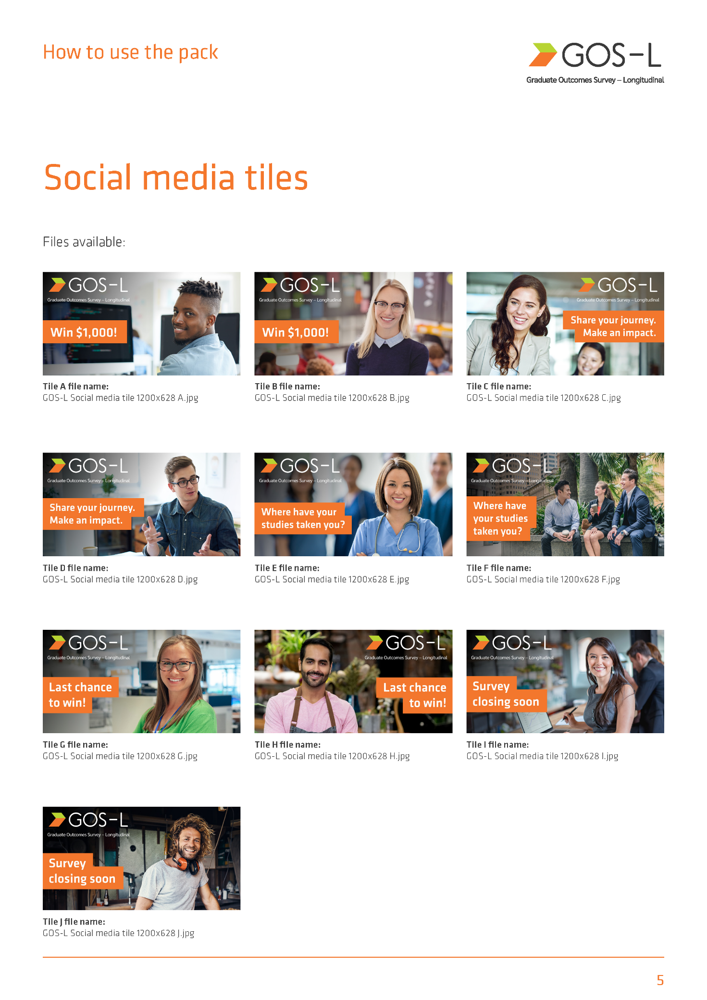 How to use the pack
GOS-L
Graduate Outcomes Survey – Longitudinal
Social media tiles
Files available:
GOS-L
Graduate Outcomes Survey – Longitudinal
Win $1,000!
Tile A file name:
GOS-L Social media tile 1200x628 A.jpg
GOS-L
Graduate Outcomes Survey – Longitudinal
Win $1,000!
Tile B file name:
GOS-L Social media tile 1200x628 B.jpg
GOS-L
Graduate Outcomes Survey – Longitudinal
Share your journey.
Make an impact.
Tile C file name:
GOS-L Social media tile 1200x628 C.jpg
GOS-L
Graduate Outcomes Survey – Longitudinal
Share your journey.
Make an impact.
Tile D file name:
GOS-L Social media tile 1200x628 D.jpg
GOS-L
Graduate Outcomes Survey – Longitudinal
Where have your
studies taken you?
Tile E file name:
GOS-L Social media tile 1200x628 E.jpg
GOS-L
Graduate Outcomes Survey – Longitudinal
Where have
your studies
taken you?
Tile F file name:
GOS-L Social media tile 1200x628 F.jpg
GOS-L
Graduate Outcomes Survey – Longitudinal
Last chance
to win!
Tile G file name:
GOS-L Social media tile 1200x628 G.jpg
GOS-L
Graduate Outcomes Survey – Longitudinal
Last chance
to win!
Tile H file name:
GOS-L Social media tile 1200x628 H.jpg
GOS-L
Graduate Outcomes Survey – Longitudinal
Survey
closing soon
Tile I file name:
GOS-L Social media tile 1200x628 I.jpg
GOS-L
Graduate Outcomes Survey – Longitudinal
Survey
closing soon
Tile J file name:
GOS-L Social media tile 1200x628 J.jpg
5